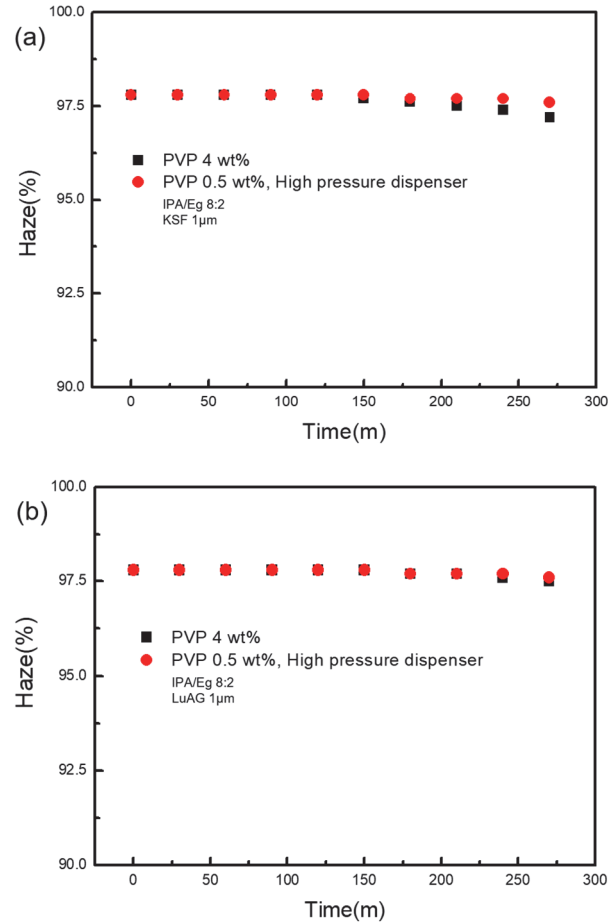 (a)
100.0
97.5
95.0
92.5
90.0
Haze(%)
PVP 4 wt%
PVP 0.5 wt%, High pressure dispenser
IPA/Eg 8:2
KSF 1μm
0 50 100 150 200 250 300
Time(m)
(b)
100.0
97.5
95.0
92.5
90.0
Haze(%)
PVP 4 wt%
PVP 0.5 wt%, High pressure dispenser
IPA/Eg 8:2
LuAG 1μm
0 50 100 150 200 250 300
Time(m)